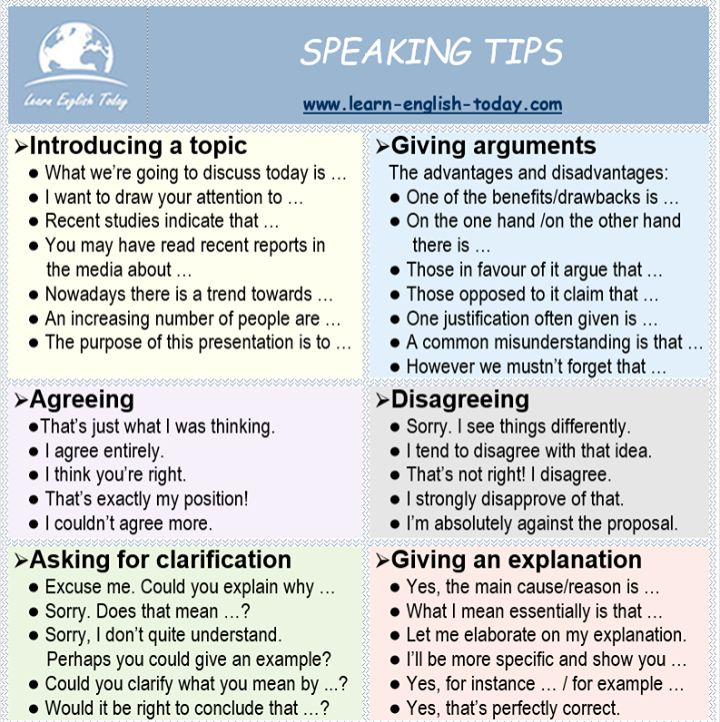 Learn English Today
SPEAKING TIPS
www.learn-english-today.com
➢Introducing a topic
● What we're going to discuss today is …
● I want to draw your attention to …
● Recent studies indicate that …
● You may have read recent reports in
the media about …
● Nowadays there is a trend towards …
● An increasing number of people are …
● The purpose of this presentation is to …
➢Giving arguments
The advantages and disadvantages:
● One of the benefits/drawbacks is …
● On the one hand /on the other hand
there is …
● Those in favour of it argue that …
● Those opposed to it claim that …
● One justification often given is …
● A common misunderstanding is that …
● However we mustn't forget that …
➢Agreeing
●That's just what I was thinking.
● I agree entirely.
● I think you're right.
● That's exactly my position!
● I couldn't agree more.
➢Disagreeing
● Sorry. I see things differently.
● I tend to disagree with that idea.
● That's not right! I disagree.
● I strongly disapprove of that.
● I'm absolutely against the proposal.
➢Asking for clarification
● Excuse me. Could you explain why …
● Sorry. Does that mean …?
● Sorry, I don't quite understand.
Perhaps you could give an example?
● Could you clarify what you mean by ...?
● Would it be right to conclude that …?
➢Giving an explanation
● Yes, the main cause/reason is …
● What I mean essentially is that …
● Let me elaborate on my explanation.
● I'll be more specific and show you …
● Yes, for instance … / for example …
● Yes, that's perfectly correct.